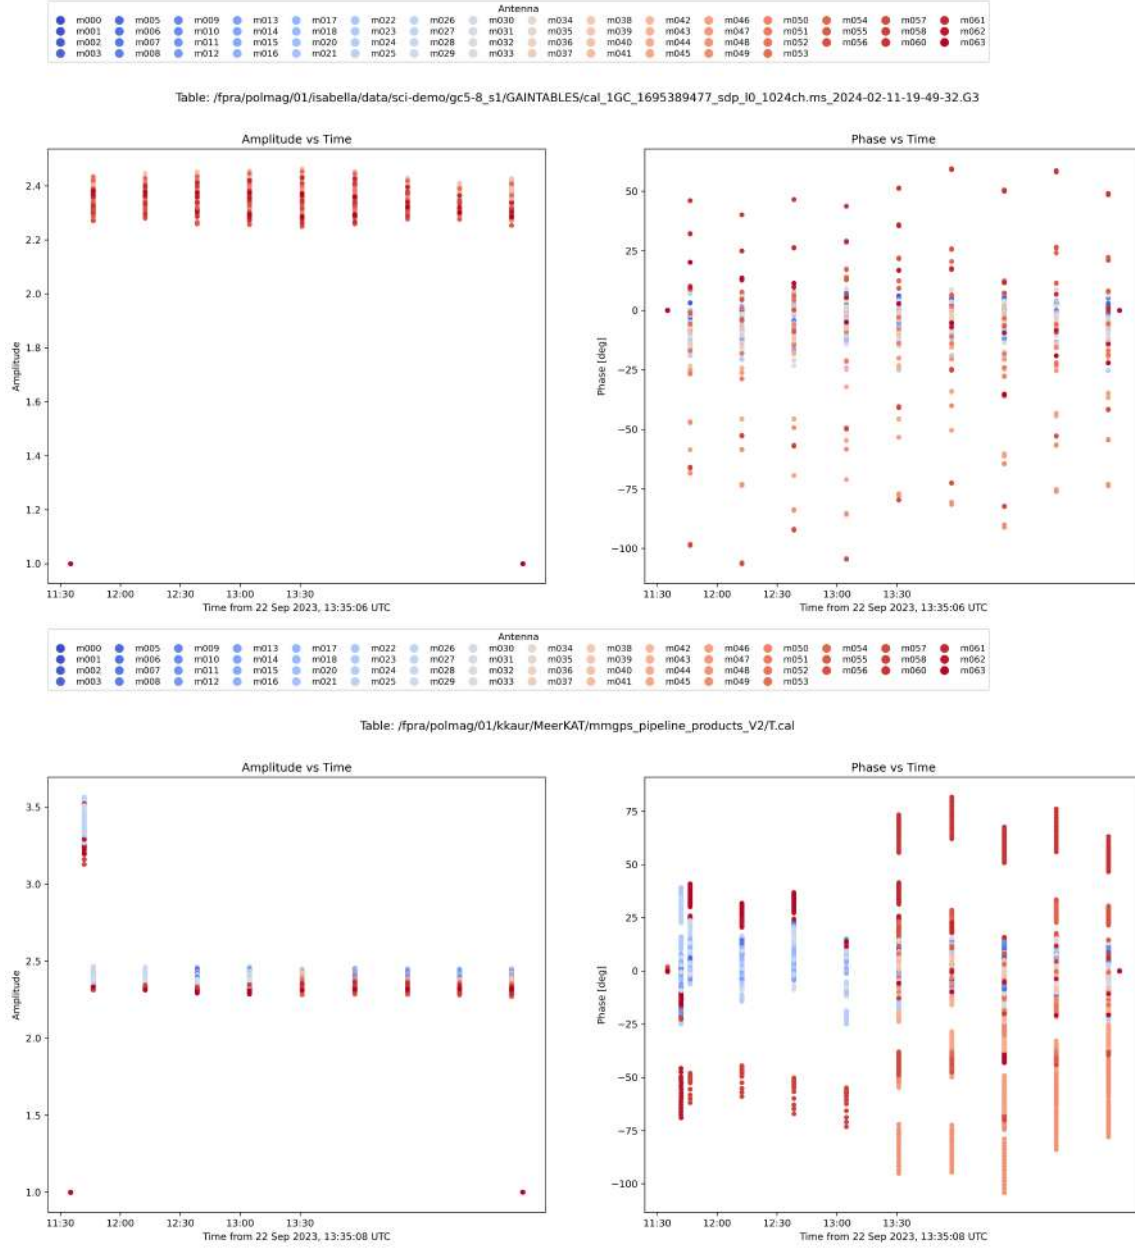 Antenna
m000 m005 m009 m013 m017 m022 m026 m030 m034 m038 m042 m046 m050 m054 m057 m061
m001 m006 m010 m014 m018 m023 m027 m031 m035 m039 m043 m047 m051 m055 m058 m062
m002 m007 m011 m015 m020 m024 m028 m032 m036 m040 m044 m048 m052 m056 m060 m063
m003 m008 m012 m016 m021 m025 m029 m033 m037 m041 m045 m049 m053
Table: /fpra/polmag/01/isabella/data/sci-demo/gc5-8_s1/GAINTABLES/cal_1GC_1695389477_sdp_l0_1024ch.ms_2024-02-11-19-49-32.G3
Amplitude vs Time
2.4
2.2
2.0
1.8
1.6
1.4
1.2
1.0
Amplitude
11:30 12:00 12:30 13:00 13:30
Time from 22 Sep 2023, 13:35:06 UTC
Phase vs Time
50
25
0
−25
−50
−75
−100
Phase [deg]
11:30 12:00 12:30 13:00 13:30
Time from 22 Sep 2023, 13:35:06 UTC
Antenna
m000 m005 m009 m013 m017 m022 m026 m030 m034 m038 m042 m046 m050 m054 m057 m061
m001 m006 m010 m014 m018 m023 m027 m031 m035 m039 m043 m047 m051 m055 m058 m062
m002 m007 m011 m015 m020 m024 m028 m032 m036 m040 m044 m048 m052 m056 m060 m063
m003 m008 m012 m016 m021 m025 m029 m033 m037 m041 m045 m049 m053
Table: /fpra/polmag/01/kkaur/MeerKAT/mmgps_pipeline_products_V2/T.cal
Amplitude vs Time
3.5
3.0
2.5
2.0
1.5
1.0
Amplitude
11:30 12:00 12:30 13:00 13:30
Time from 22 Sep 2023, 13:35:08 UTC
Phase vs Time
75
50
25
0
−25
−50
−75
−100
Phase [deg]
11:30 12:00 12:30 13:00 13:30
Time from 22 Sep 2023, 13:35:08 UTC